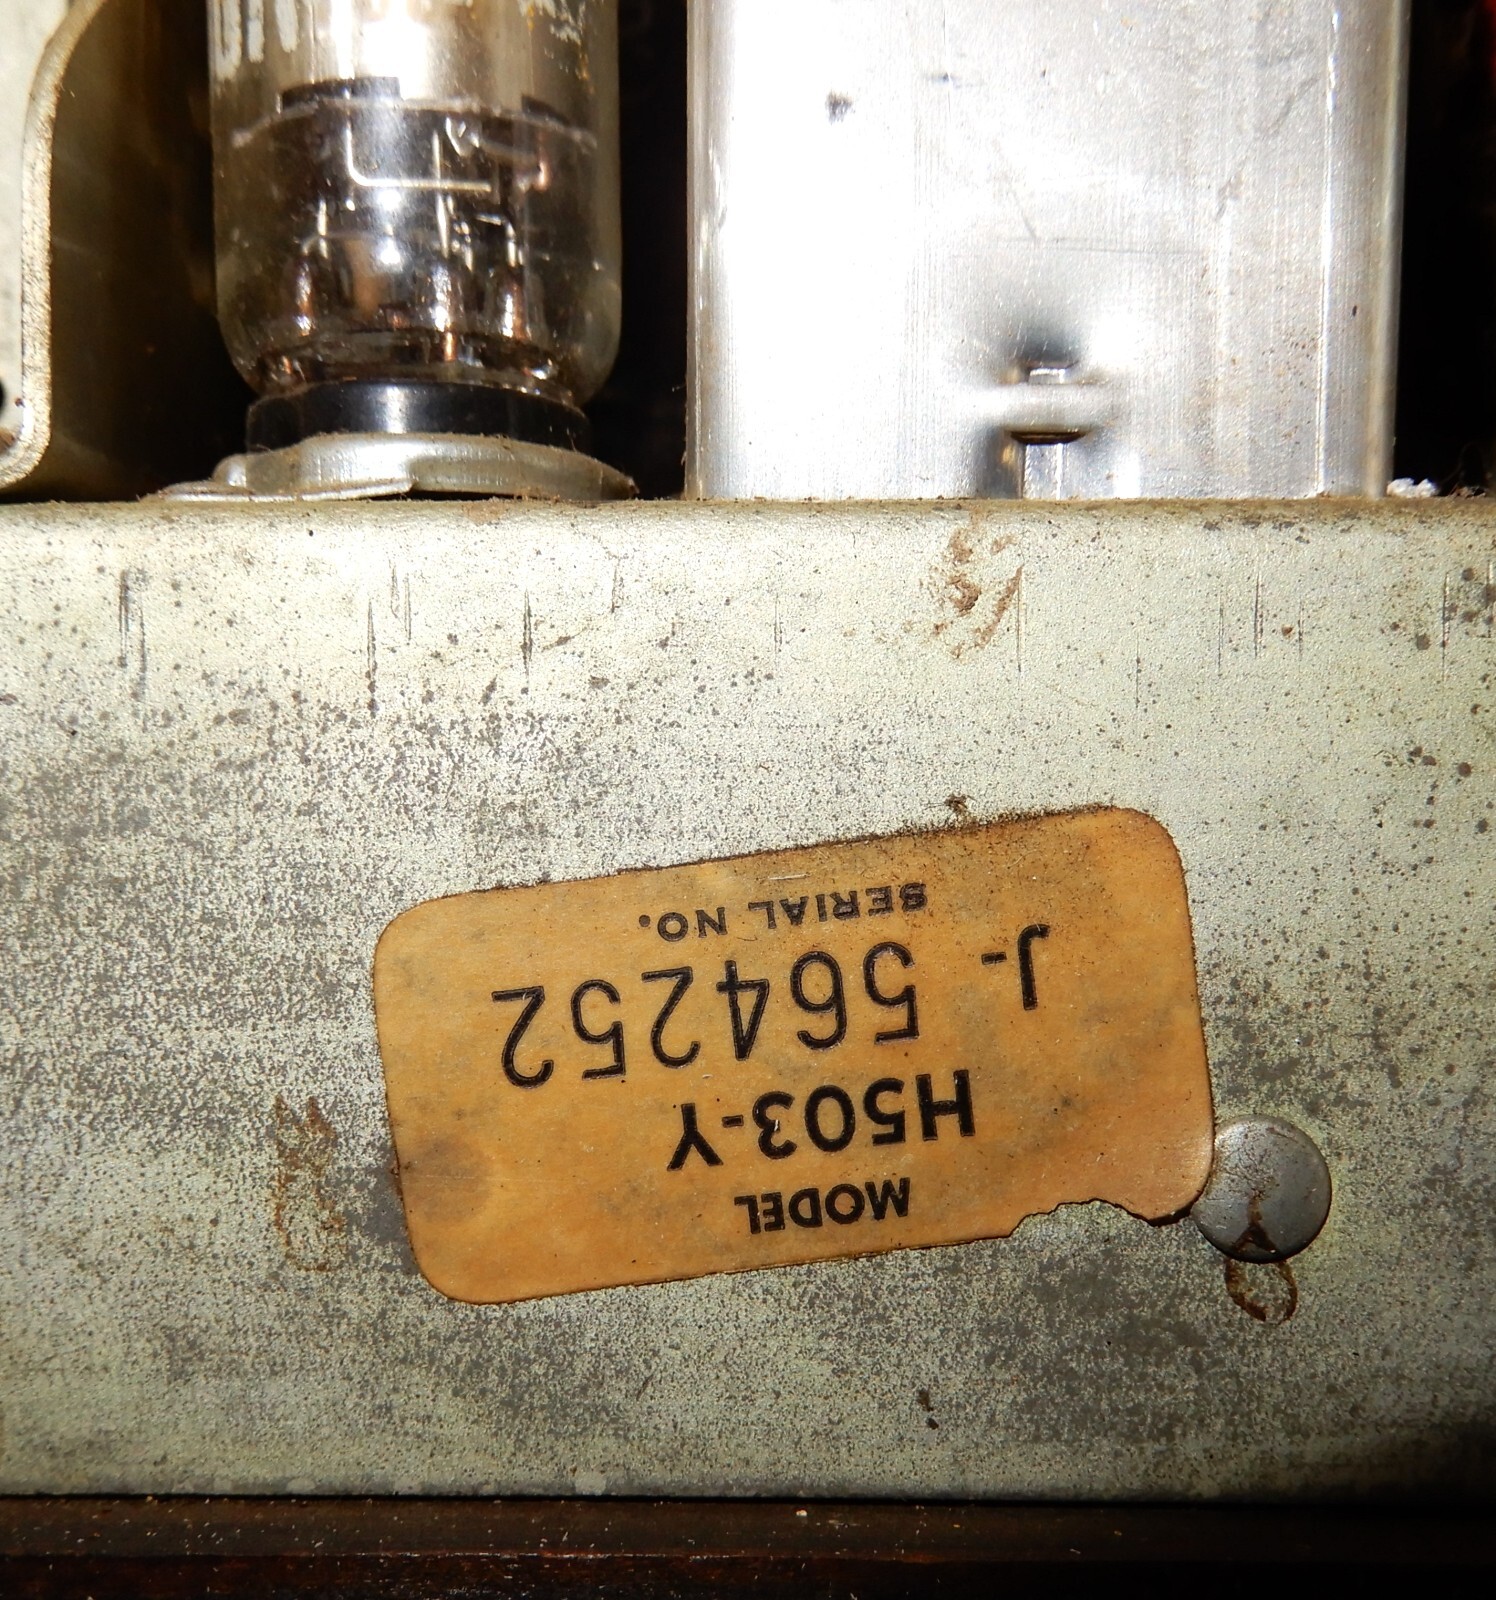 MODEL
H503-Y
J- 564252
SERIAL NO.